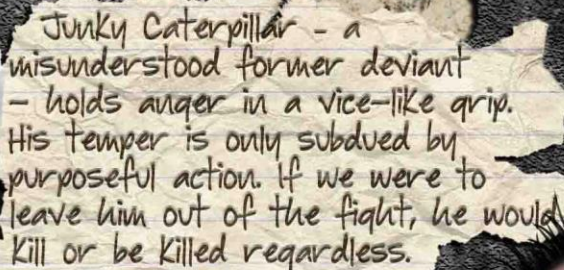 Junky Caterpillar - a
misunderstood former deviant
– holds anger in a vice-like grip.
His temper is only subdued by
purposeful action. If we were to
leave him out of the fight, he would
kill or be killed regardless.